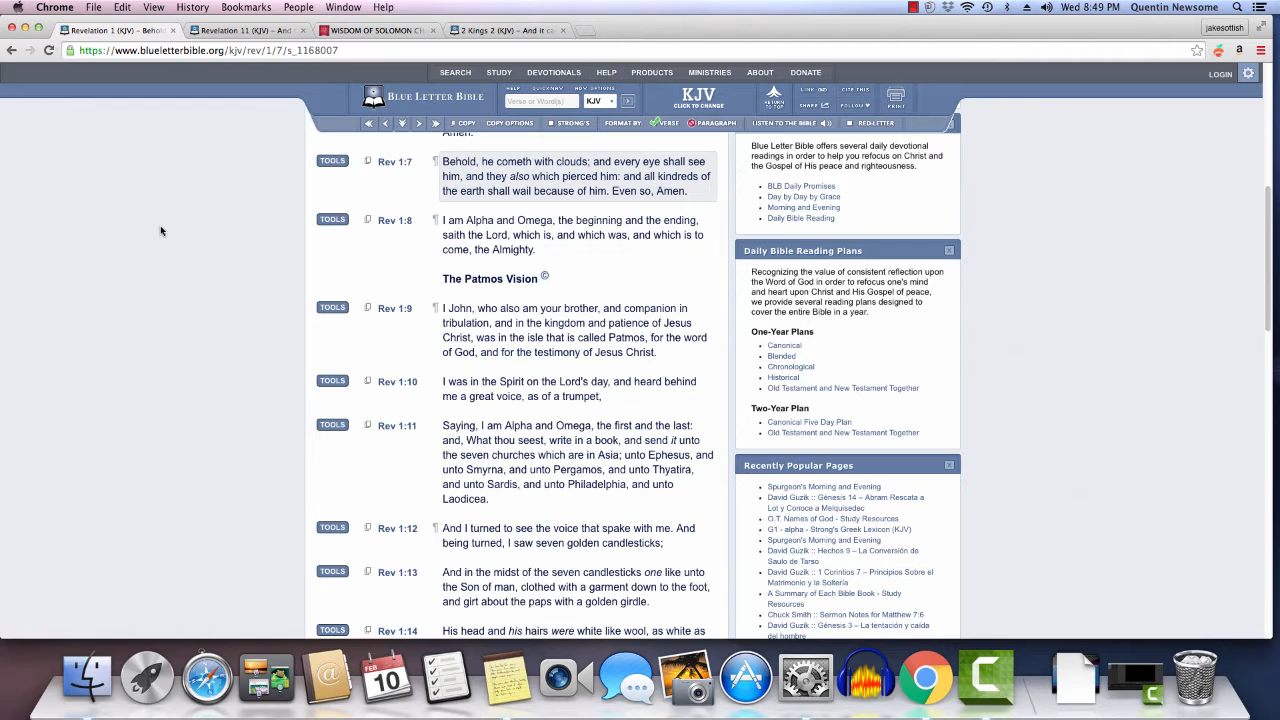 Chrome File Edit View History Bookmarks People Window Help Wed 8:49 PM Quentin Newsome
Revelation 1 (KJV) - Behol Revelation 11 (KJV) - And WISDOM OF SOLOMON CH 2 Kings 2 (KJV) – And it ca jakesottish
https://www.blueletterbible.org/kjv/rev/1/7/s_1168007
SEARCH STUDY DEVOTIONALS HELP PRODUCTS MINISTRIES ABOUT DONATE LOGIN
BLUE LETTER BIBLE
HELP QUICKNAV ADV OPTIONS
Verse or Word(s) KJV
KJV
CLICK TO CHANGE
RETURN
TO TOP
LINK CITE THIS
SHARE FOLLOW
PRINT
COPY COPY OPTIONS STRONG'S FORMAT BY: VERSE PARAGRAPH LISTEN TO THE BIBLE RED-LETTER
Amen.
TOOLS Rev 1:7 ¶ Behold, he cometh with clouds; and every eye shall see
him, and they also which pierced him: and all kindreds of
the earth shall wail because of him. Even so, Amen.
TOOLS Rev 1:8 ¶ I am Alpha and Omega, the beginning and the ending,
saith the Lord, which is, and which was, and which is to
come, the Almighty.
The Patmos Vision ©
TOOLS Rev 1:9 ¶ I John, who also am your brother, and companion in
tribulation, and in the kingdom and patience of Jesus
Christ, was in the isle that is called Patmos, for the word
of God, and for the testimony of Jesus Christ.
TOOLS Rev 1:10 I was in the Spirit on the Lord's day, and heard behind
me a great voice, as of a trumpet,
TOOLS Rev 1:11 Saying, I am Alpha and Omega, the first and the last:
and, What thou seest, write in a book, and send it unto
the seven churches which are in Asia; unto Ephesus, and
unto Smyrna, and unto Pergamos, and unto Thyatira,
and unto Sardis, and unto Philadelphia, and unto
Laodicea.
TOOLS Rev 1:12 ¶ And I turned to see the voice that spake with me. And
being turned, I saw seven golden candlesticks;
TOOLS Rev 1:13 And in the midst of the seven candlesticks one like unto
the Son of man, clothed with a garment down to the foot,
and girt about the paps with a golden girdle.
TOOLS Rev 1:14 His head and his hairs were white like wool, as white as
Blue Letter Bible offers several daily devotional
readings in order to help you refocus on Christ and
the Gospel of His peace and righteousness.
BLB Daily Promises
Day by Day by Grace
Morning and Evening
Daily Bible Reading
Daily Bible Reading Plans
Recognizing the value of consistent reflection upon
the Word of God in order to refocus one's mind
and heart upon Christ and His Gospel of peace,
we provide several reading plans designed to
cover the entire Bible in a year.
One-Year Plans
Canonical
Blended
Chronological
Historical
Old Testament and New Testament Together
Two-Year Plan
Canonical Five Day Plan
Old Testament and New Testament Together
Recently Popular Pages
Spurgeon's Morning and Evening
David Guzik :: Génesis 14 – Abram Rescata a
Lot y Conoce a Melquisedec
O.T. Names of God - Study Resources
G1 - alpha - Strong's Greek Lexicon (KJV)
Spurgeon's Morning and Evening
David Guzik :: Hechos 9 – La Conversión de
Saulo de Tarso
David Guzik :: 1 Corintios 7 – Principios Sobre el
Matrimonio y la Soltería
A Summary of Each Bible Book - Study
Resources
Chuck Smith :: Sermon Notes for Matthew 7:6
David Guzik :: Génesis 3 – La tentación y caída
del hombre
FEB
10